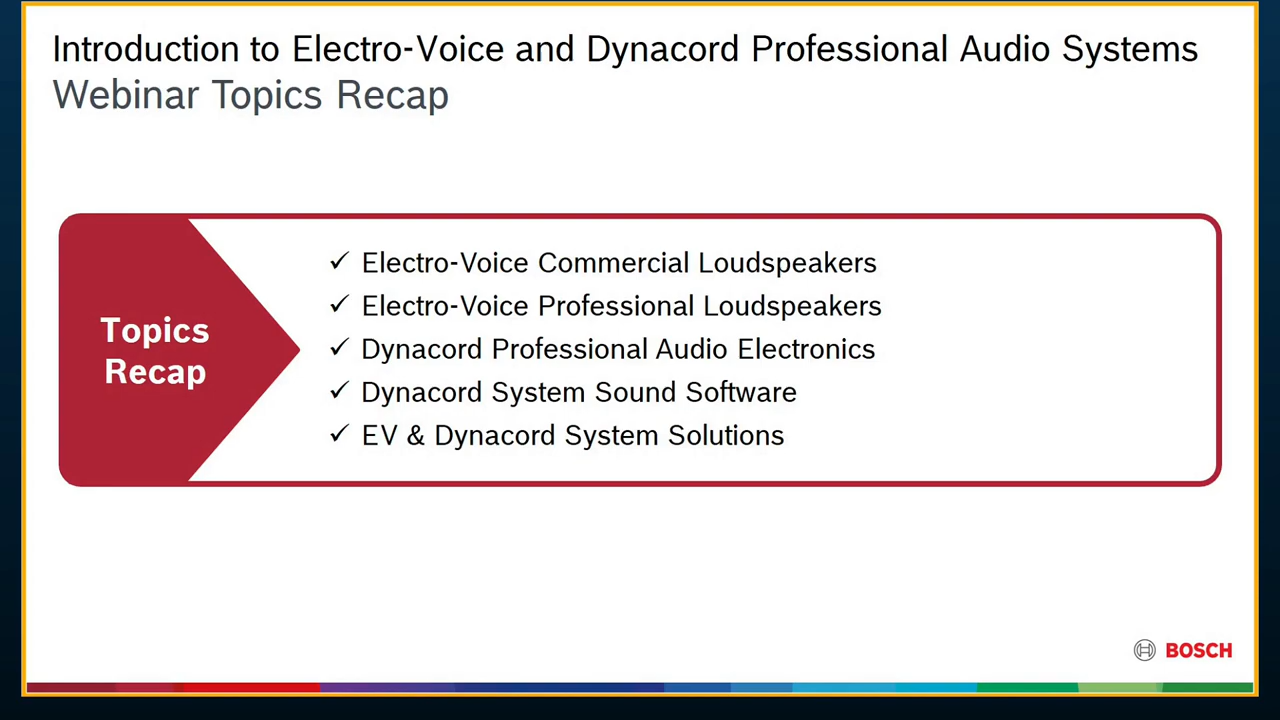 Introduction to Electro-Voice and Dynacord Professional Audio Systems
Webinar Topics Recap
Topics
Recap
✓ Electro-Voice Commercial Loudspeakers
✓ Electro-Voice Professional Loudspeakers
✓ Dynacord Professional Audio Electronics
✓ Dynacord System Sound Software
✓ EV & Dynacord System Solutions
BOSCH